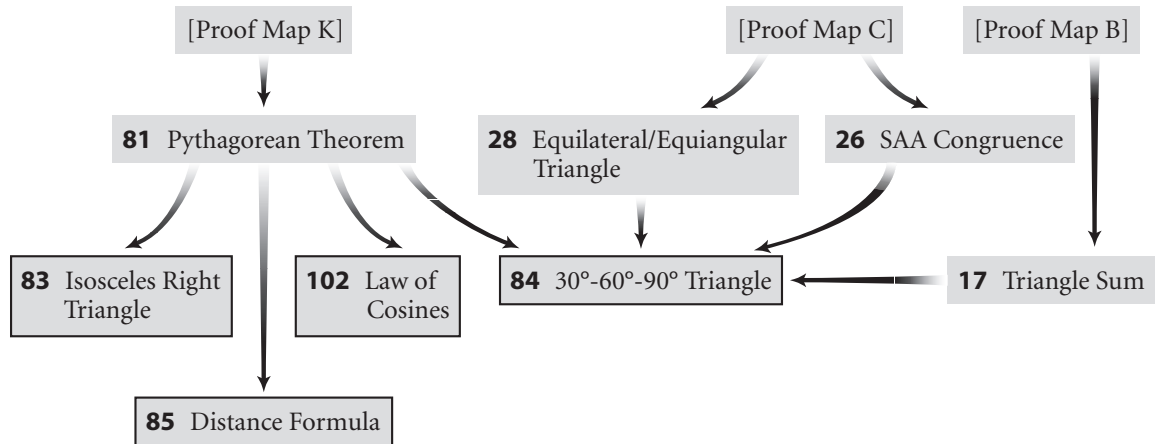 [Proof Map K]
[Proof Map C]
[Proof Map B]
81 Pythagorean Theorem
28 Equilateral/Equiangular
Triangle
26 SAA Congruence
83 Isosceles Right
Triangle
102 Law of
Cosines
84 30°-60°-90° Triangle
17 Triangle Sum
85 Distance Formula